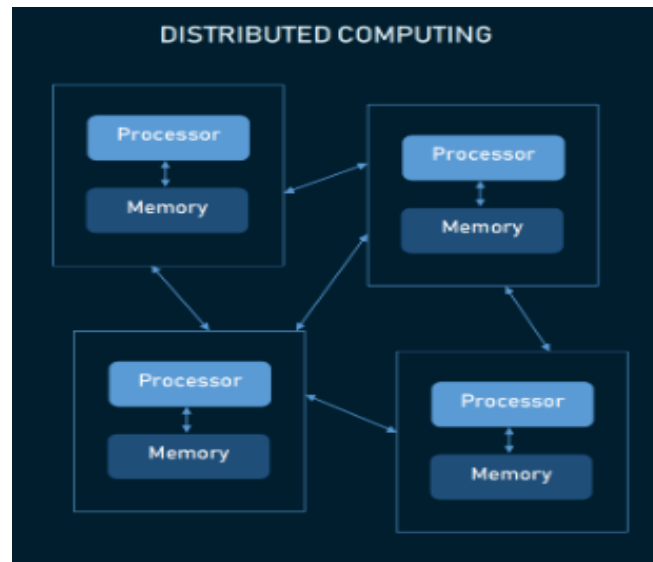 DISTRIBUTED COMPUTING
Processor
Memory
Processor
Memory
Processor
Memory
Processor
Memory